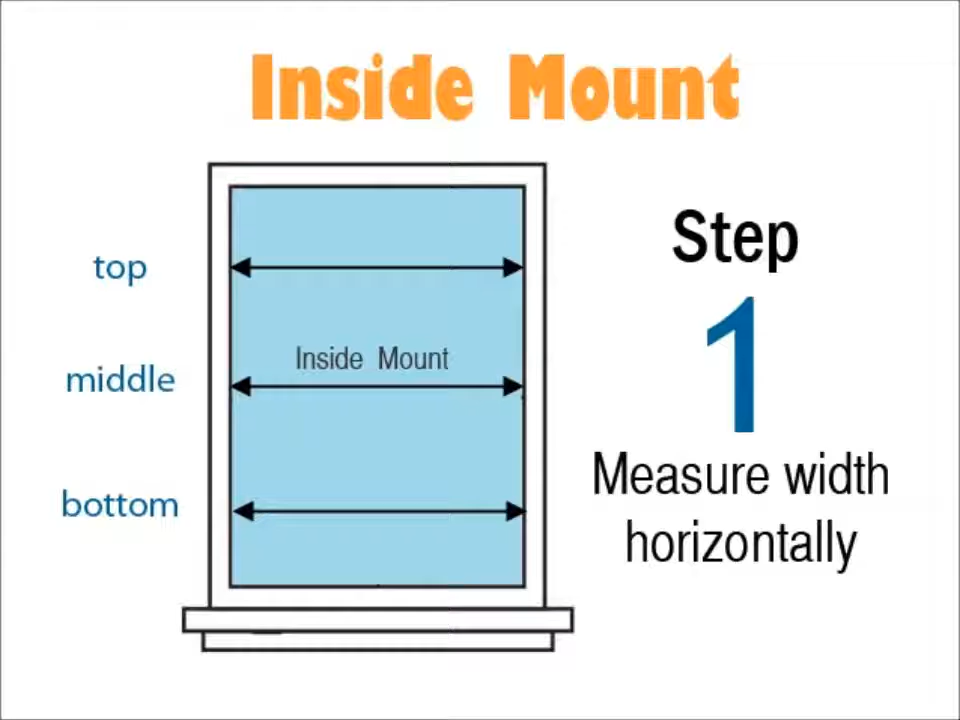 Inside Mount
top
middle
bottom
Inside Mount
Step
1
Measure width
horizontally